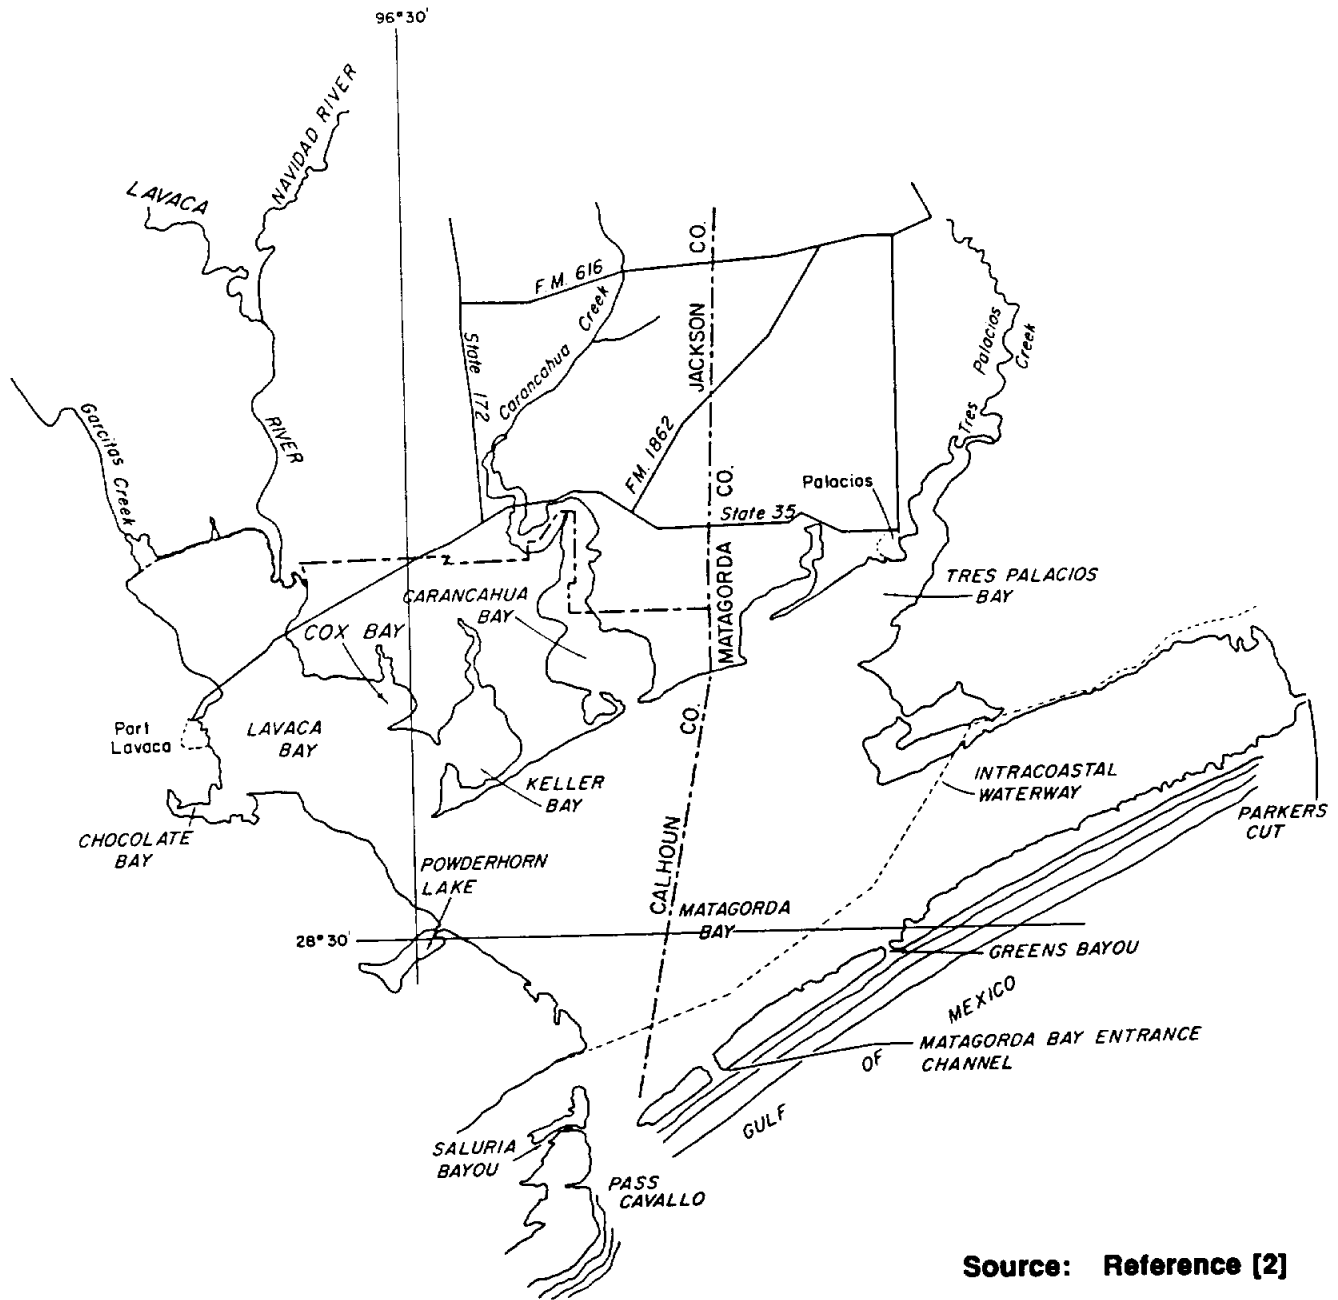 96°30'
NAVIDAD RIVER
LAVACA
RIVER
Garcitas Creek
F.M. 616
State 172
Carancahua Creek
JACKSON CO.
F.M. 1862
MATAGORDA CO.
State 35
Palacios
Tres Palacios
Creek
TRES PALACIOS
BAY
CARANCAHUA
BAY
COX BAY
Port
Lavaca
LAVACA
BAY
KELLER
BAY
CHOCOLATE
BAY
POWDERHORN
LAKE
CALHOUN CO.
INTRACOASTAL
WATERWAY
PARKERS
CUT
MATAGORDA
BAY
28°30'
GREENS BAYOU
GULF OF MEXICO
MATAGORDA BAY ENTRANCE
CHANNEL
SALURIA
BAYOU
PASS
CAVALLO
Source: Reference [2]